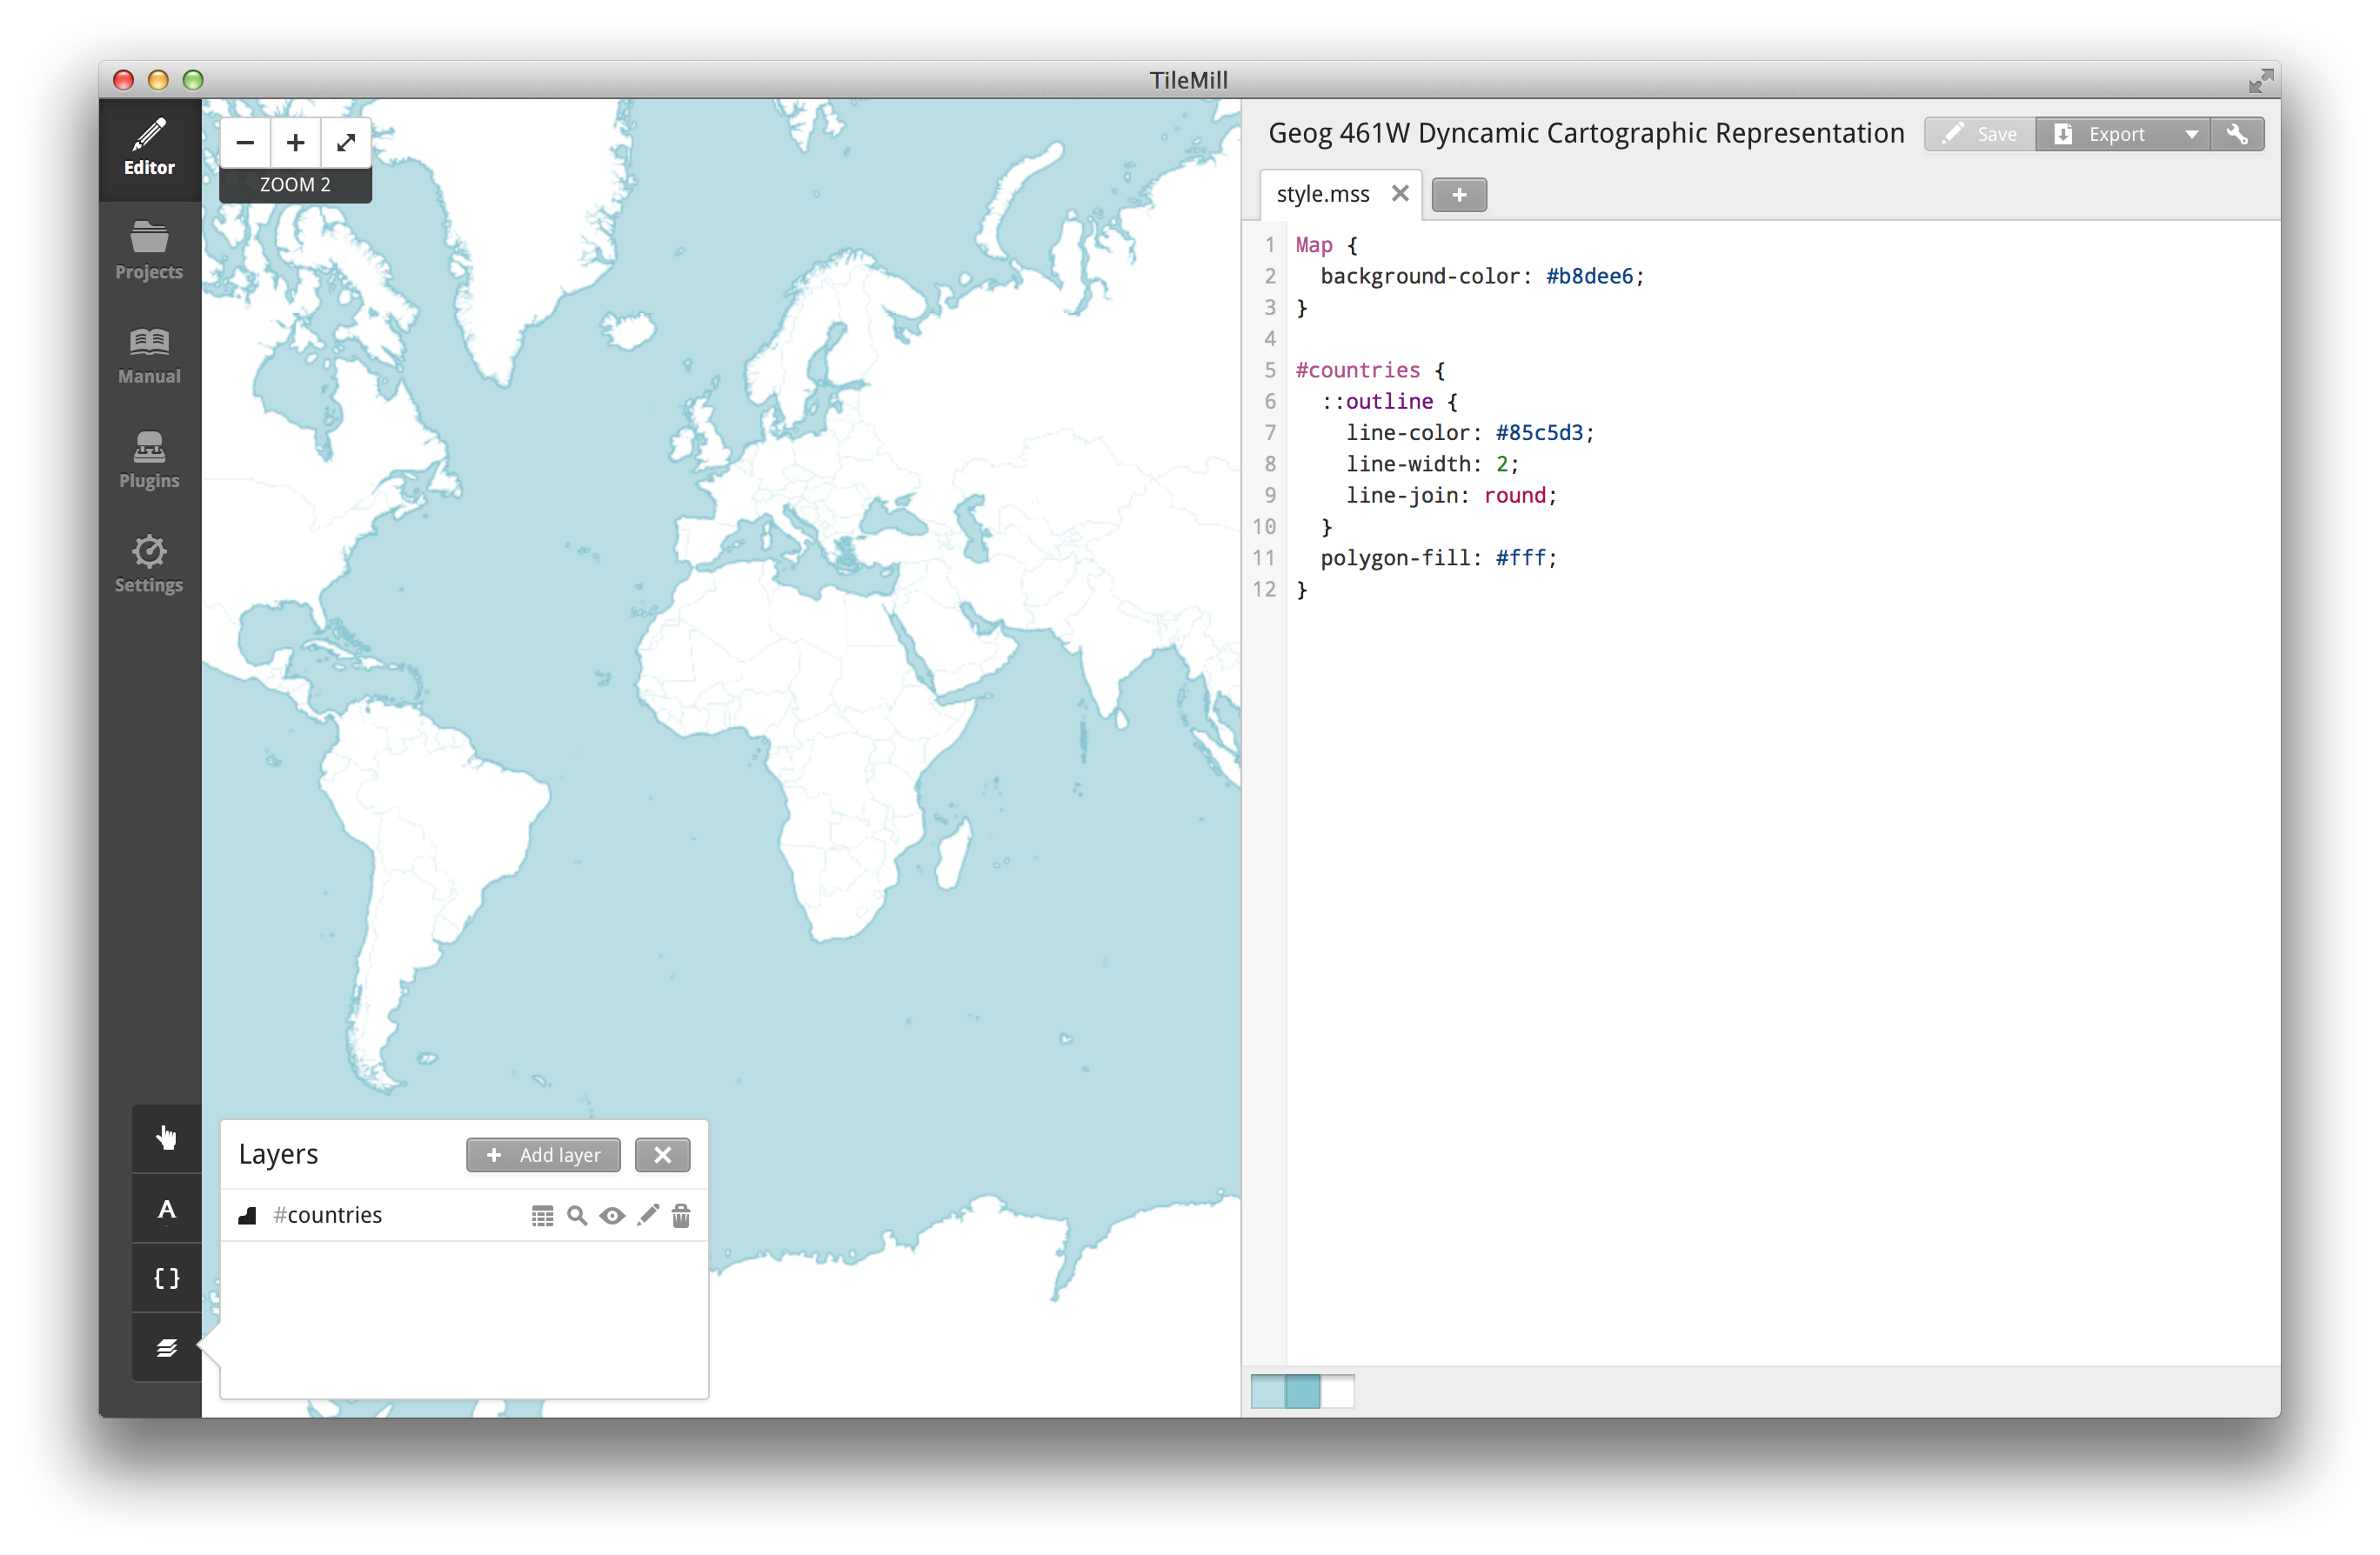 TileMill
Editor
Projects
Manual
Plugins
Settings
ZOOM 2
Geog 461W Dyncamic Cartographic Representation
Save
Export
style.mss
1 Map {
2   background-color: #b8dee6;
3 }
4
5 #countries {
6   ::outline {
7     line-color: #85c5d3;
8     line-width: 2;
9     line-join: round;
10   }
11   polygon-fill: #fff;
12 }
A
{}
Layers
+ Add layer
#countries